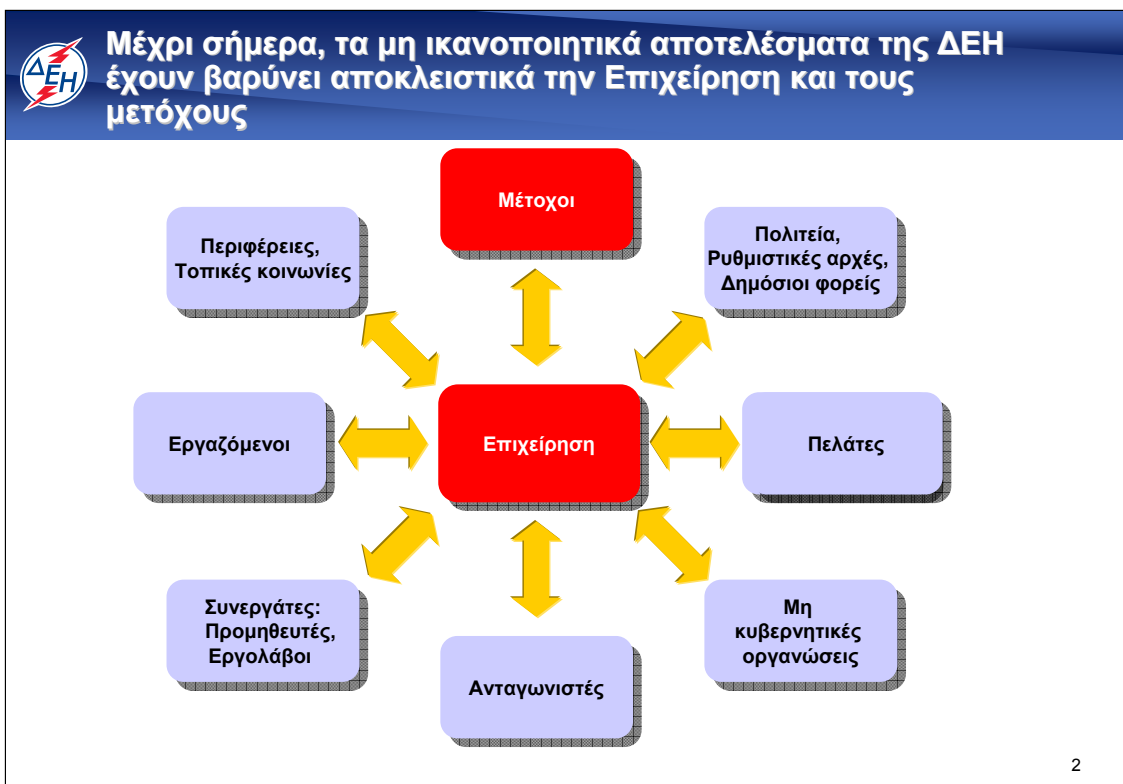 ΔΕΗ
Μέχρι σήμερα, τα μη ικανοποιητικά αποτελέσματα της ΔΕΗ
έχουν βαρύνει αποκλειστικά την Επιχείρηση και τους
μετόχους
Μέτοχοι
Περιφέρειες,
Τοπικές κοινωνίες
Πολιτεία,
Ρυθμιστικές αρχές,
Δημόσιοι φορείς
Εργαζόμενοι
Επιχείρηση
Πελάτες
Συνεργάτες:
Προμηθευτές,
Εργολάβοι
Ανταγωνιστές
Μη
κυβερνητικές
οργανώσεις
2